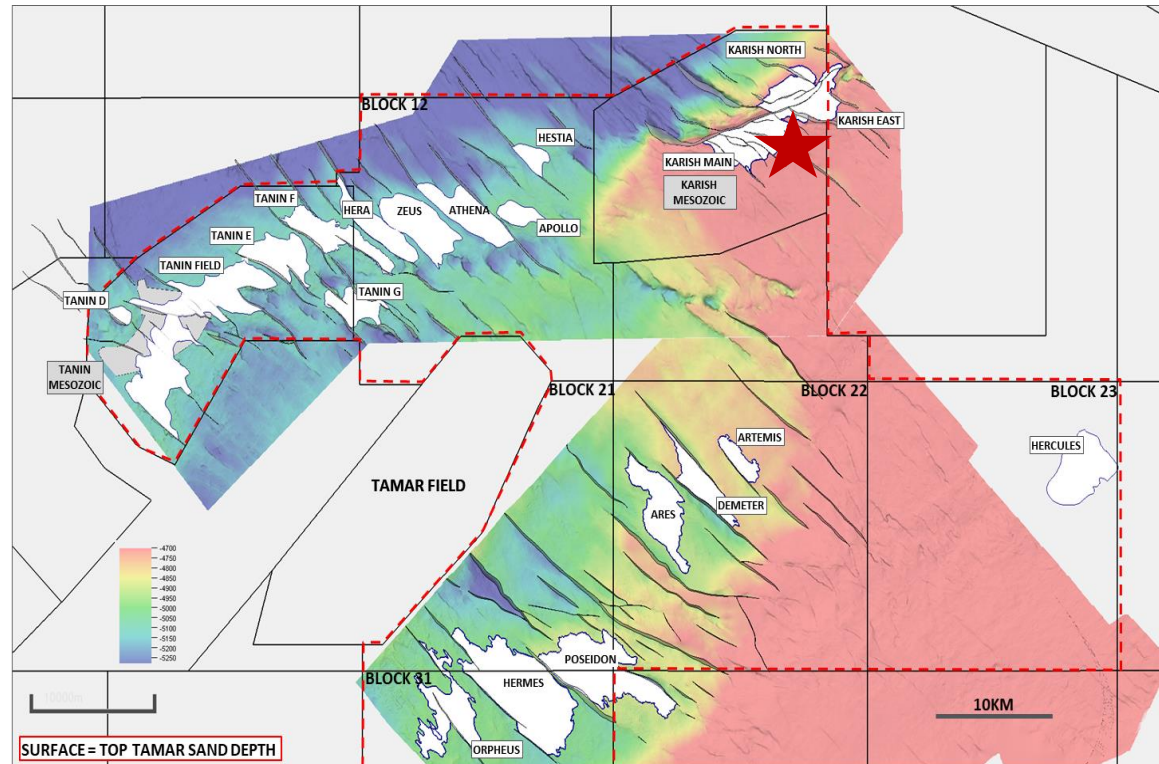 KARISH NORTH
BLOCK 12
KARISH EAST
HESTIA
KARISH MAIN
KARISH
MESOZOIC
TANIN F
HERA
ZEUS
ATHENA
APOLLO
TANIN E
TANIN FIELD
TANIN G
TANIN D
TANIN
MESOZOIC
BLOCK 21
BLOCK 22
BLOCK 23
ARTEMIS
HERCULES
TAMAR FIELD
DEMETER
ARES
-4700
-4750
-4800
-4850
-4900
-4950
-5000
-5050
-5100
-5150
-5200
-5250
POSEIDON
BLOCK 31
HERMES
10000m
10KM
ORPHEUS
SURFACE = TOP TAMAR SAND DEPTH